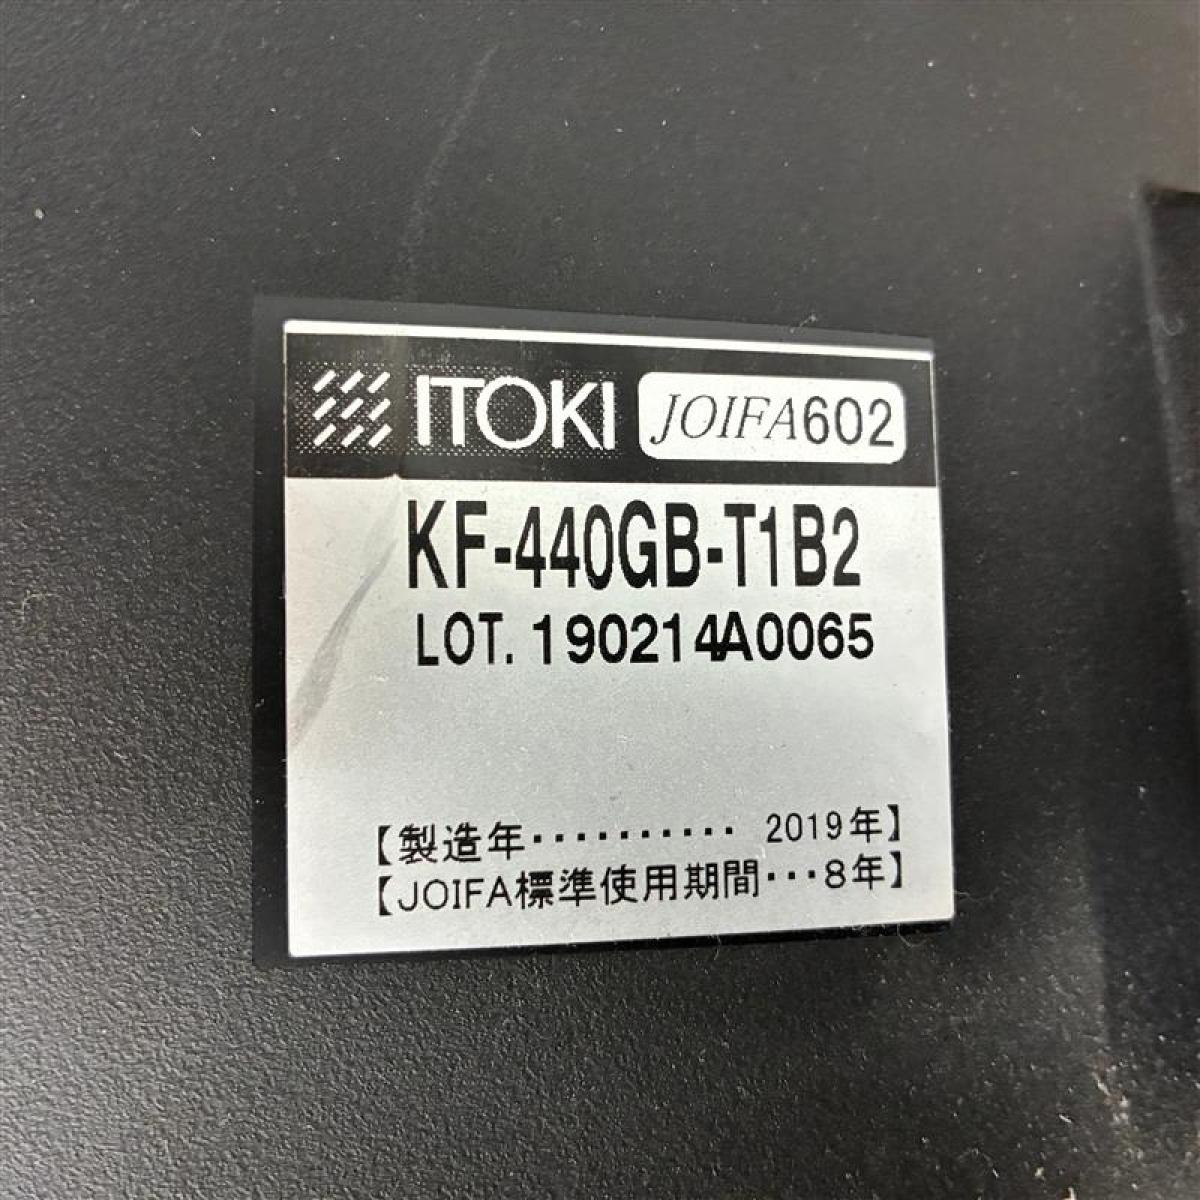 ITOKI JOIFA602
KF-440GB-T1B2
LOT. 190214A0065
【製造年・・・・・・・・・・ 2019年】
【JOIFA標準使用期間・・・8年】